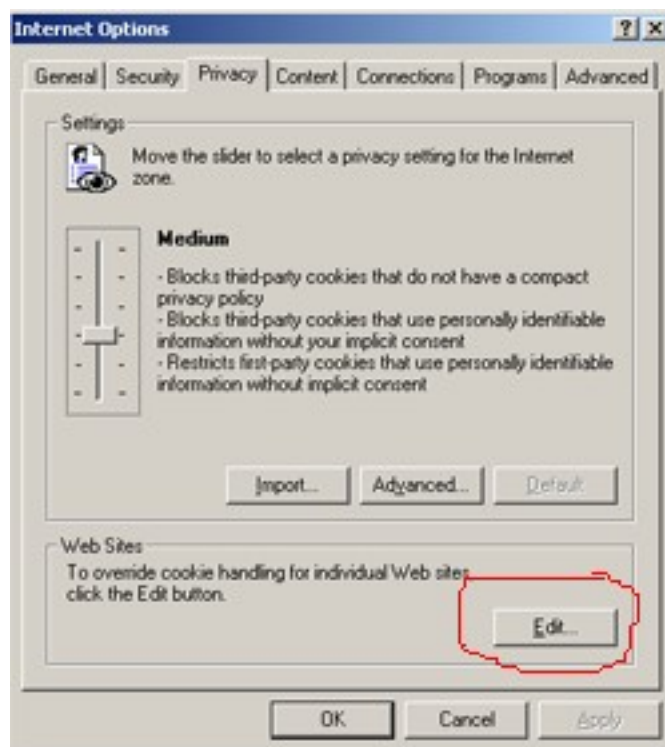 Internet Options
General Security Privacy Content Connections Programs Advanced
Settings
Move the slider to select a privacy setting for the Internet
zone.
Medium
- Blocks third-party cookies that do not have a compact
privacy policy
- Blocks third-party cookies that use personally identifiable
information without your implicit consent
- Restricts first-party cookies that use personally identifiable
information without implicit consent
Import... Advanced... Default
Web Sites
To override cookie handling for individual Web sites
click the Edit button.
Edit...
OK Cancel Apply